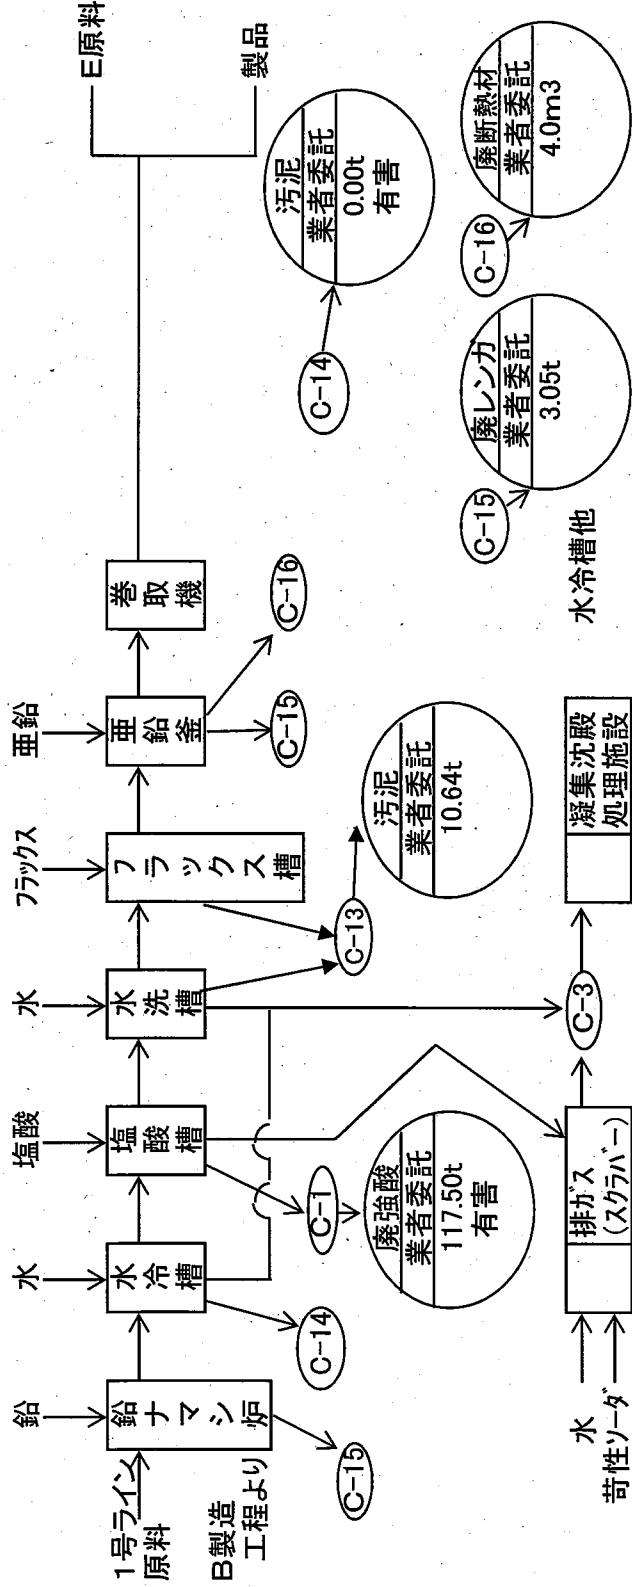 鉛
水
塩酸
水
フラックス
亜鉛
1号ライン
原料
B製造
工程より
鉛ナマシ炉
水冷槽
塩酸槽
水洗槽
フラックス槽
亜鉛釜
巻取機
E原料
製品
C-15
C-14
C-1
C-13
C-15
C-16
廃強酸
業者委託
117.50t
有害
汚泥
業者委託
10.64t
C-14
汚泥
業者委託
0.00t
有害
水
苛性ソーダ
排ガス
(スクラバー)
C-3
凝集沈殿
処理施設
水冷槽他
C-15
廃レンガ
業者委託
3.05t
C-16
廃断熱材
業者委託
4.0m3